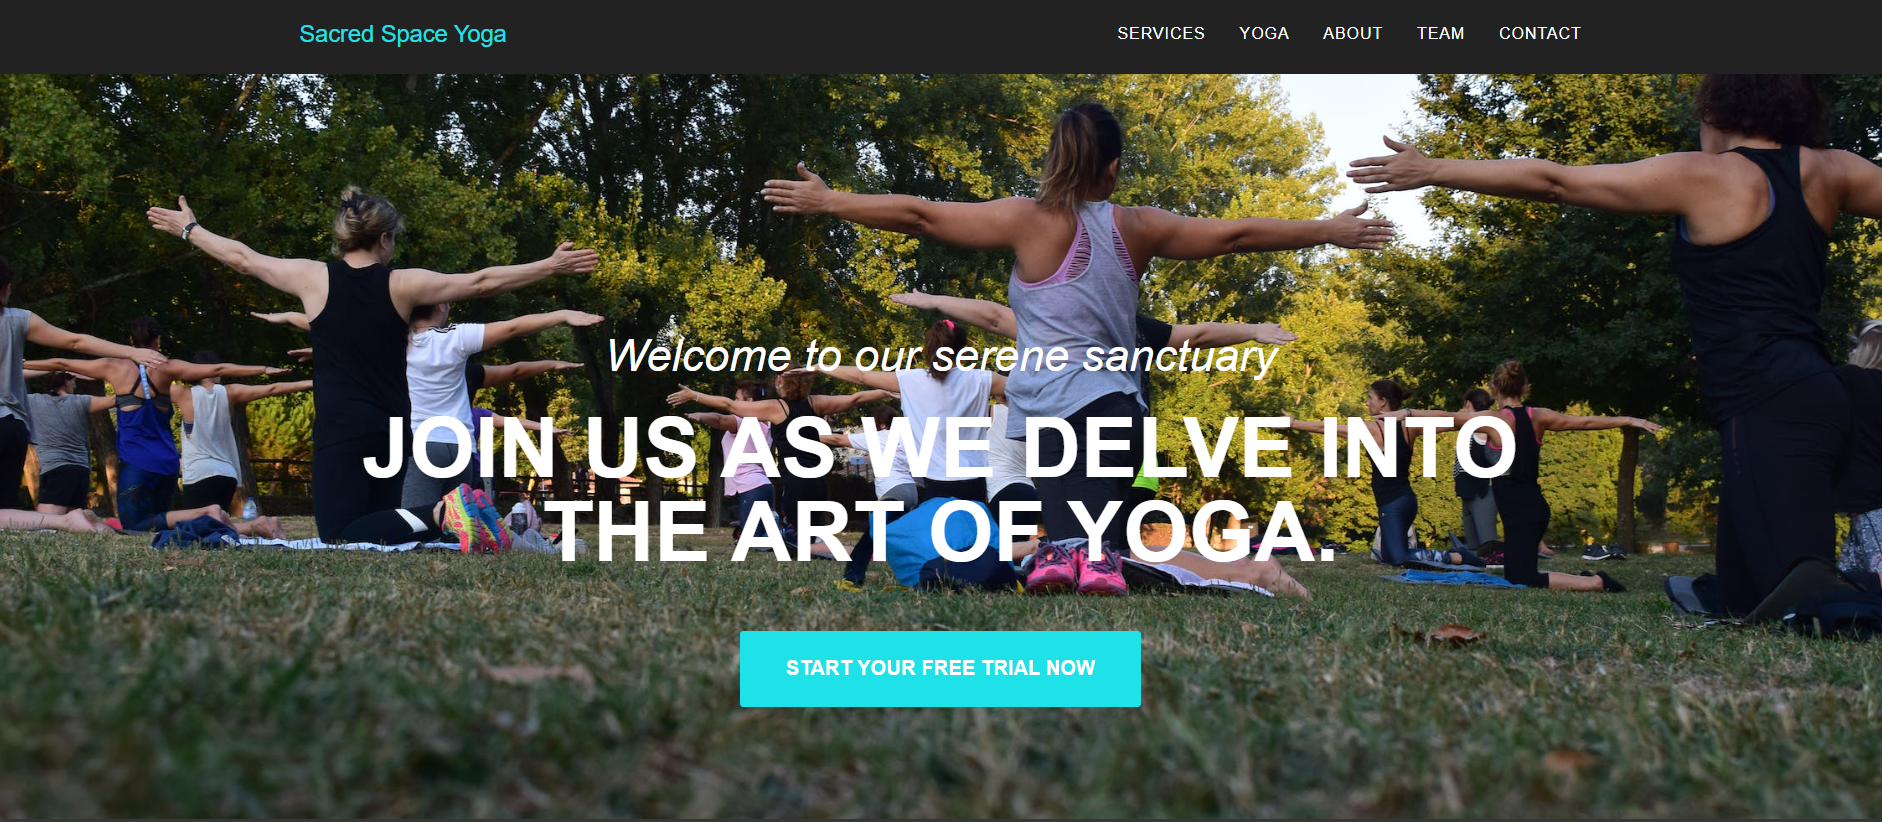 Sacred Space Yoga
SERVICES YOGA ABOUT TEAM CONTACT
Welcome to our serene sanctuary
JOIN US AS WE DELVE INTO
THE ART OF YOGA.
START YOUR FREE TRIAL NOW